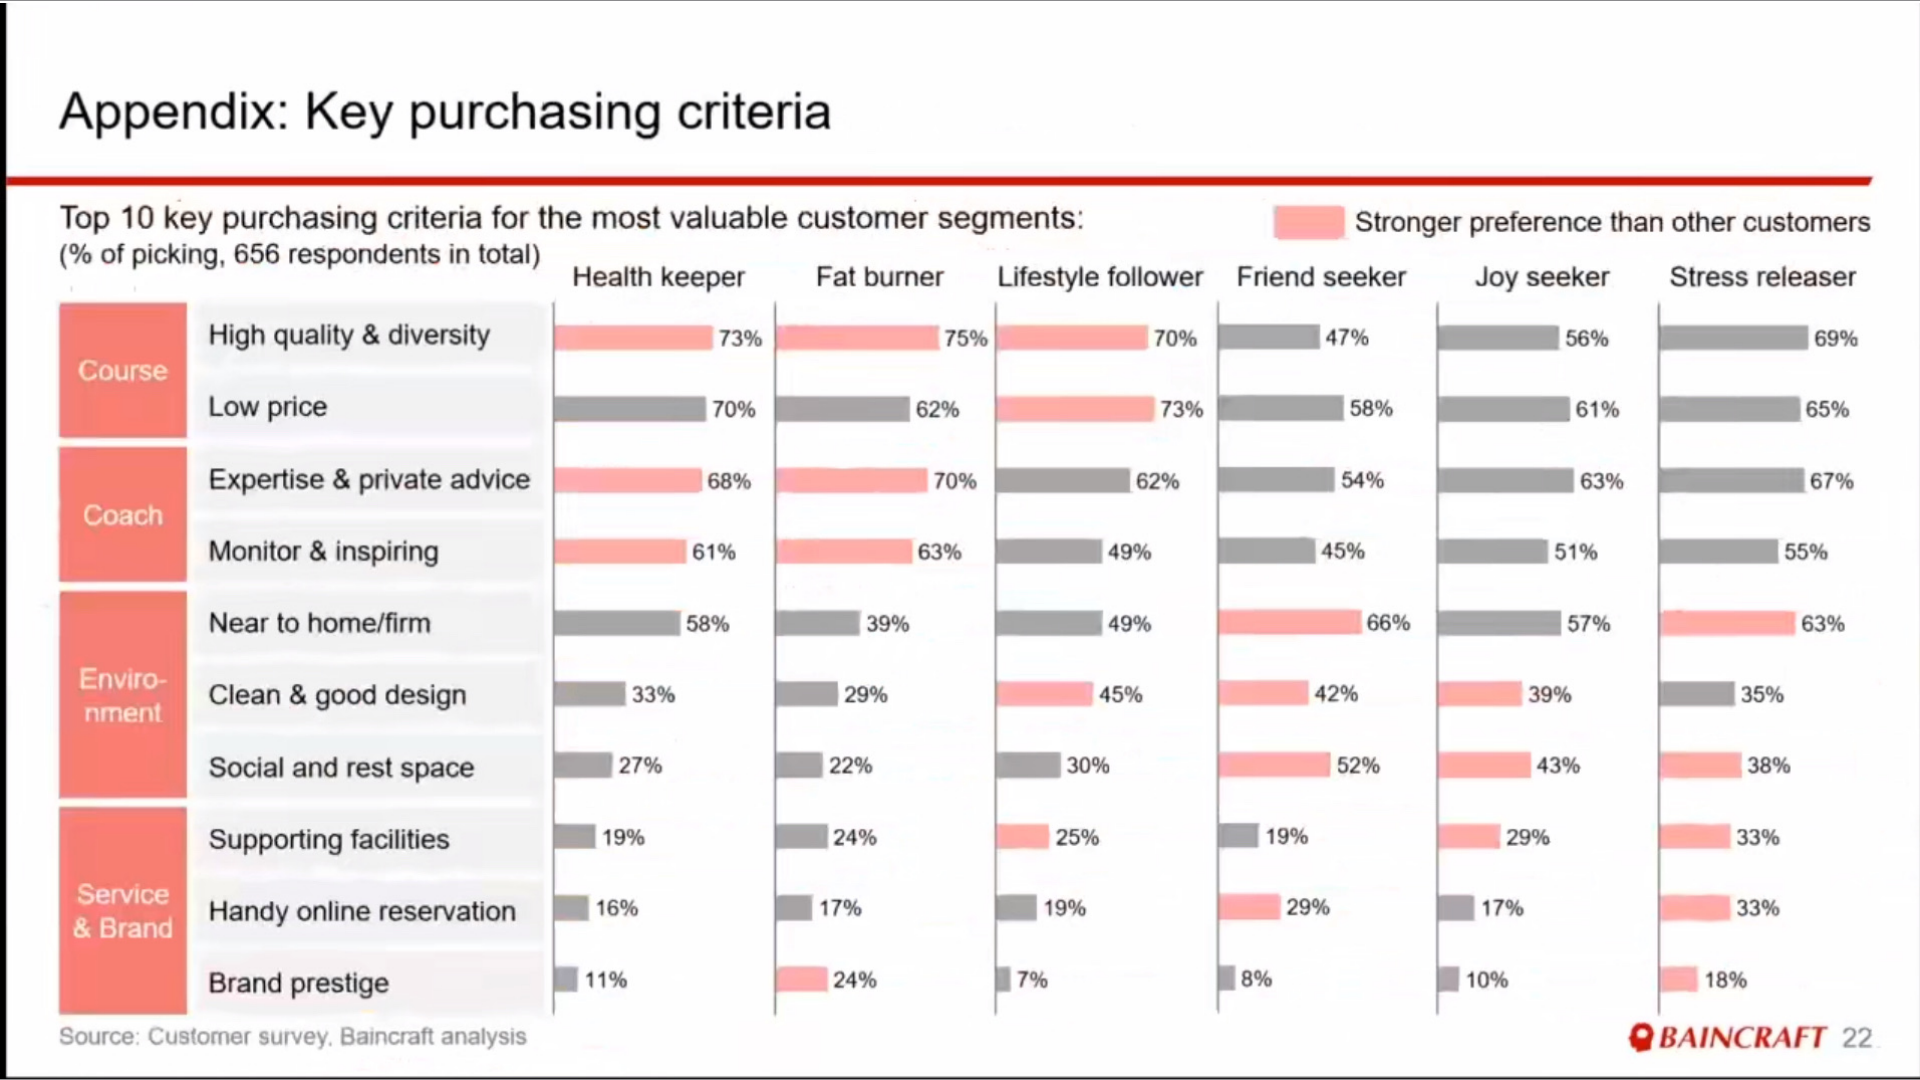 Appendix: Key purchasing criteria
Top 10 key purchasing criteria for the most valuable customer segments:
(% of picking, 656 respondents in total)
Stronger preference than other customers
Health keeper Fat burner Lifestyle follower Friend seeker Joy seeker Stress releaser
Course
High quality & diversity 73% 75% 70% 47% 56% 69%
Low price 70% 62% 73% 58% 61% 65%
Coach
Expertise & private advice 68% 70% 62% 54% 63% 67%
Monitor & inspiring 61% 63% 49% 45% 51% 55%
Enviro-
nment
Near to home/firm 58% 39% 49% 66% 57% 63%
Clean & good design 33% 29% 45% 42% 39% 35%
Social and rest space 27% 22% 30% 52% 43% 38%
Service
& Brand
Supporting facilities 19% 24% 25% 19% 29% 33%
Handy online reservation 16% 17% 19% 29% 17% 33%
Brand prestige 11% 24% 7% 8% 10% 18%
Source: Customer survey, Baincraft analysis
BAINCRAFT 22